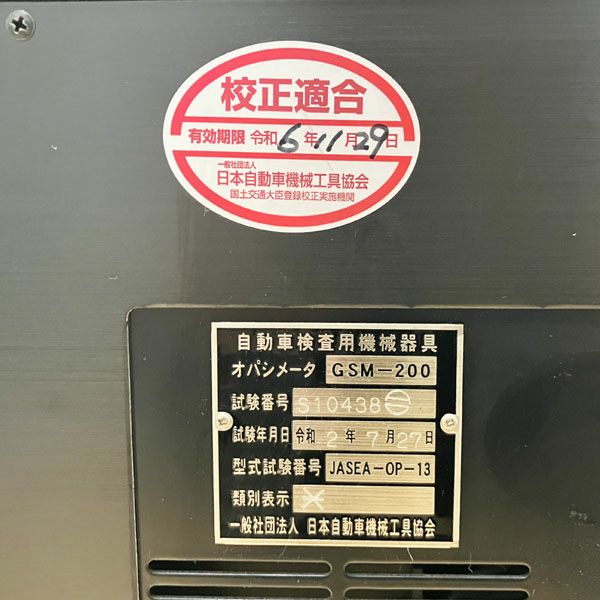 校正適合
有効期限 令和 6 年 11 月 29 日
一般社団法人
日本自動車機械工具協会
国土交通大臣登録校正実施機関
自動車検査用機械器具
オパシメータ GSM-200
試験番号 S10438
試験年月日 令和 2 年 7 月 27 日
型式試験番号 JASEA-OP-13
類別表示
一般社団法人 日本自動車機械工具協会